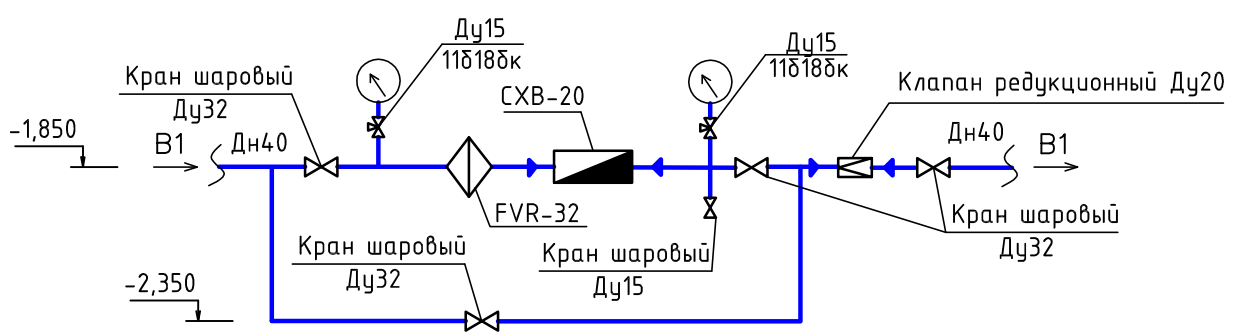 Ду15
11б18бк
Ду15
11б18бк
Кран шаровый
Ду32
СХВ-20
Клапан редукционный Ду20
-1,850
В1
Дн40
Дн40
В1
FVR-32
Кран шаровый
Ду32
Кран шаровый
Ду15
Кран шаровый
Ду32
-2,350